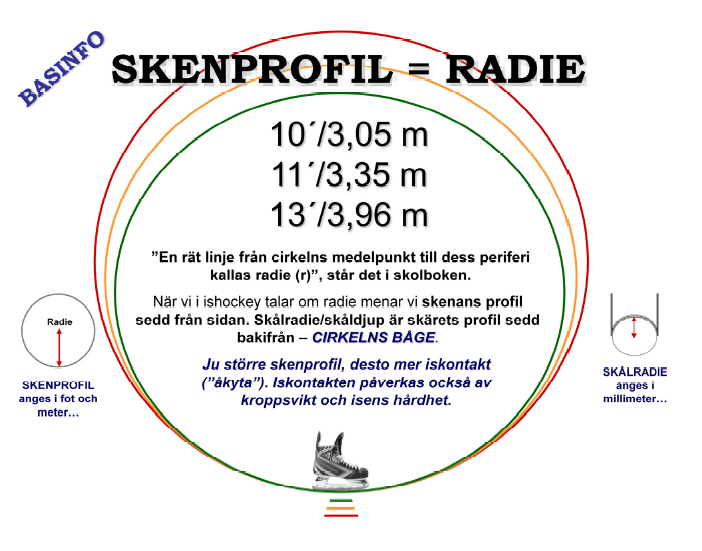 BASINFO
SKENPROFIL = RADIE
10´/3,05 m
11´/3,35 m
13´/3,96 m
”En rät linje från cirkelns medelpunkt till dess periferi
kallas radie (r)”, står det i skolboken.
När vi i ishockey talar om radie menar vi skenans profil
sedd från sidan. Skålradie/skåldjup är skärets profil sedd
bakifrån – CIRKELNS BÅGE.
Ju större skenprofil, desto mer iskontakt
(”åkyta”). Iskontakten påverkas också av
kroppsvikt och isens hårdhet.
Radie
SKENPROFIL
anges i fot och
meter…
SKÅLRADIE
anges i
millimeter…